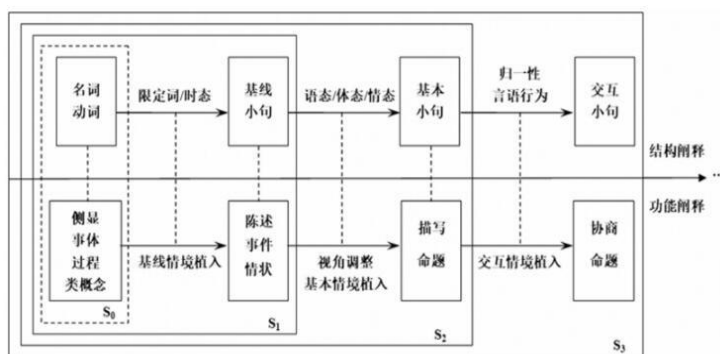 名词
动词
限定词/时态
基线
小句
语态/体态/情态
基本
小句
归一性
言语行为
交互
小句
结构阐释
...
功能阐释
侧显
事体
过程
类概念
基线情境植入
陈述
事件
情状
视角调整
基本情境植入
描写
命题
交互情境植入
协商
命题
S₀
S₁
S₂
S₃